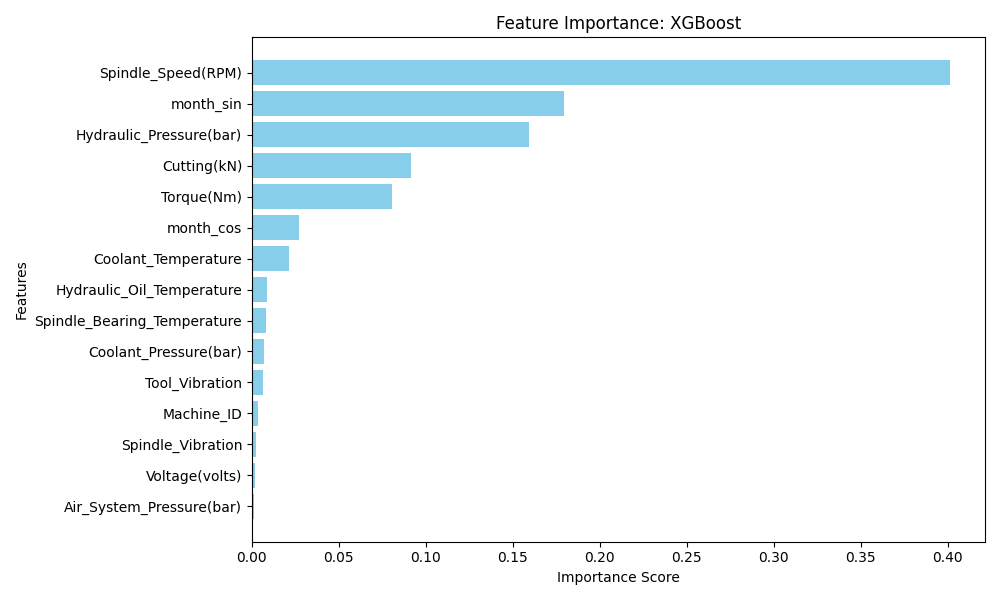 Feature Importance: XGBoost
Spindle_Speed(RPM)
month_sin
Hydraulic_Pressure(bar)
Cutting(kN)
Torque(Nm)
month_cos
Coolant_Temperature
Hydraulic_Oil_Temperature
Spindle_Bearing_Temperature
Coolant_Pressure(bar)
Tool_Vibration
Machine_ID
Spindle_Vibration
Voltage(volts)
Air_System_Pressure(bar)
Features
0.00 0.05 0.10 0.15 0.20 0.25 0.30 0.35 0.40
Importance Score